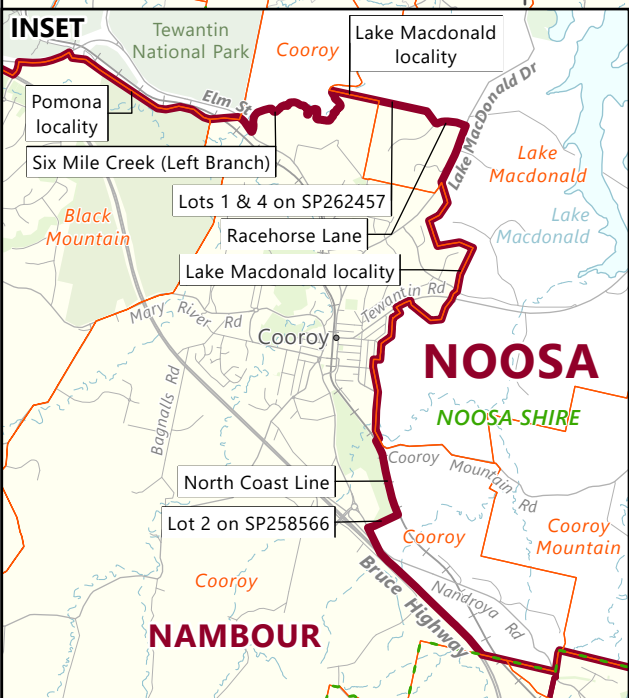 INSET
Tewantin
National Park
Cooroy
Lake Macdonald
locality
Elm St
Lake MacDonald Dr
Pomona
locality
Six Mile Creek (Left Branch)
Lake
Macdonald
Lots 1 & 4 on SP262457
Black
Mountain
Lake
Macdonald
Racehorse Lane
Lake Macdonald locality
Tewantin Rd
Mary River Rd
Cooroy
NOOSA
Bagnalls Rd
NOOSA SHIRE
Cooroy Mountain Rd
North Coast Line
Lot 2 on SP258566
Cooroy
Cooroy
Mountain
Cooroy
Bruce Highway
Nandroya Rd
NAMBOUR